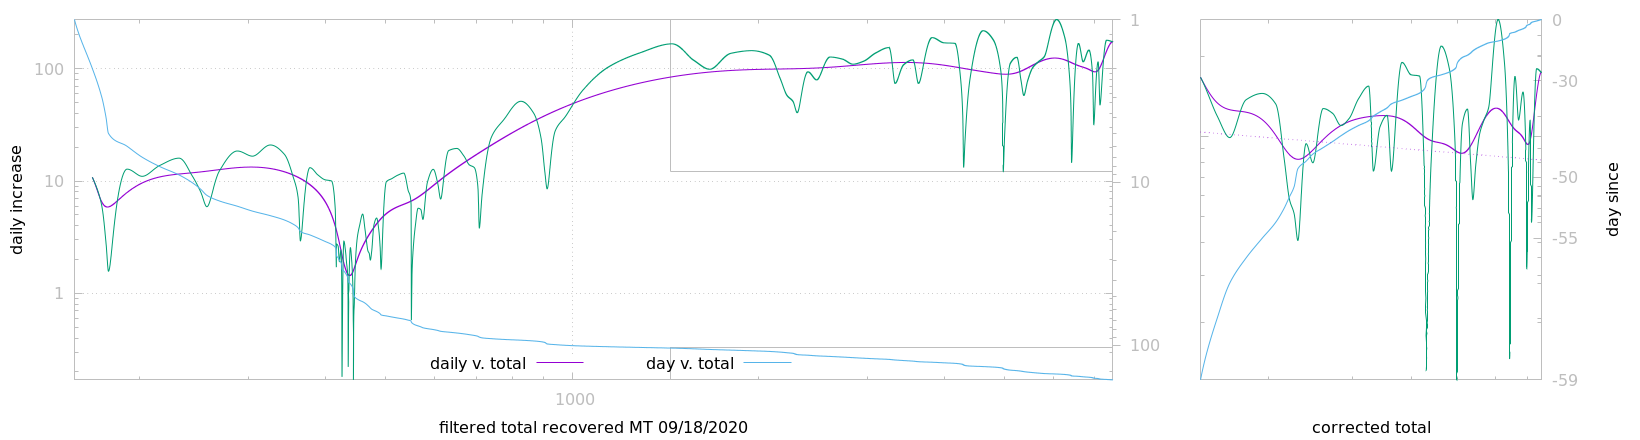 daily increase
100
10
1
1000
1
10
100
daily v. total
day v. total
filtered total recovered MT 09/18/2020
0
-30
-50
-55
-59
day since
corrected total